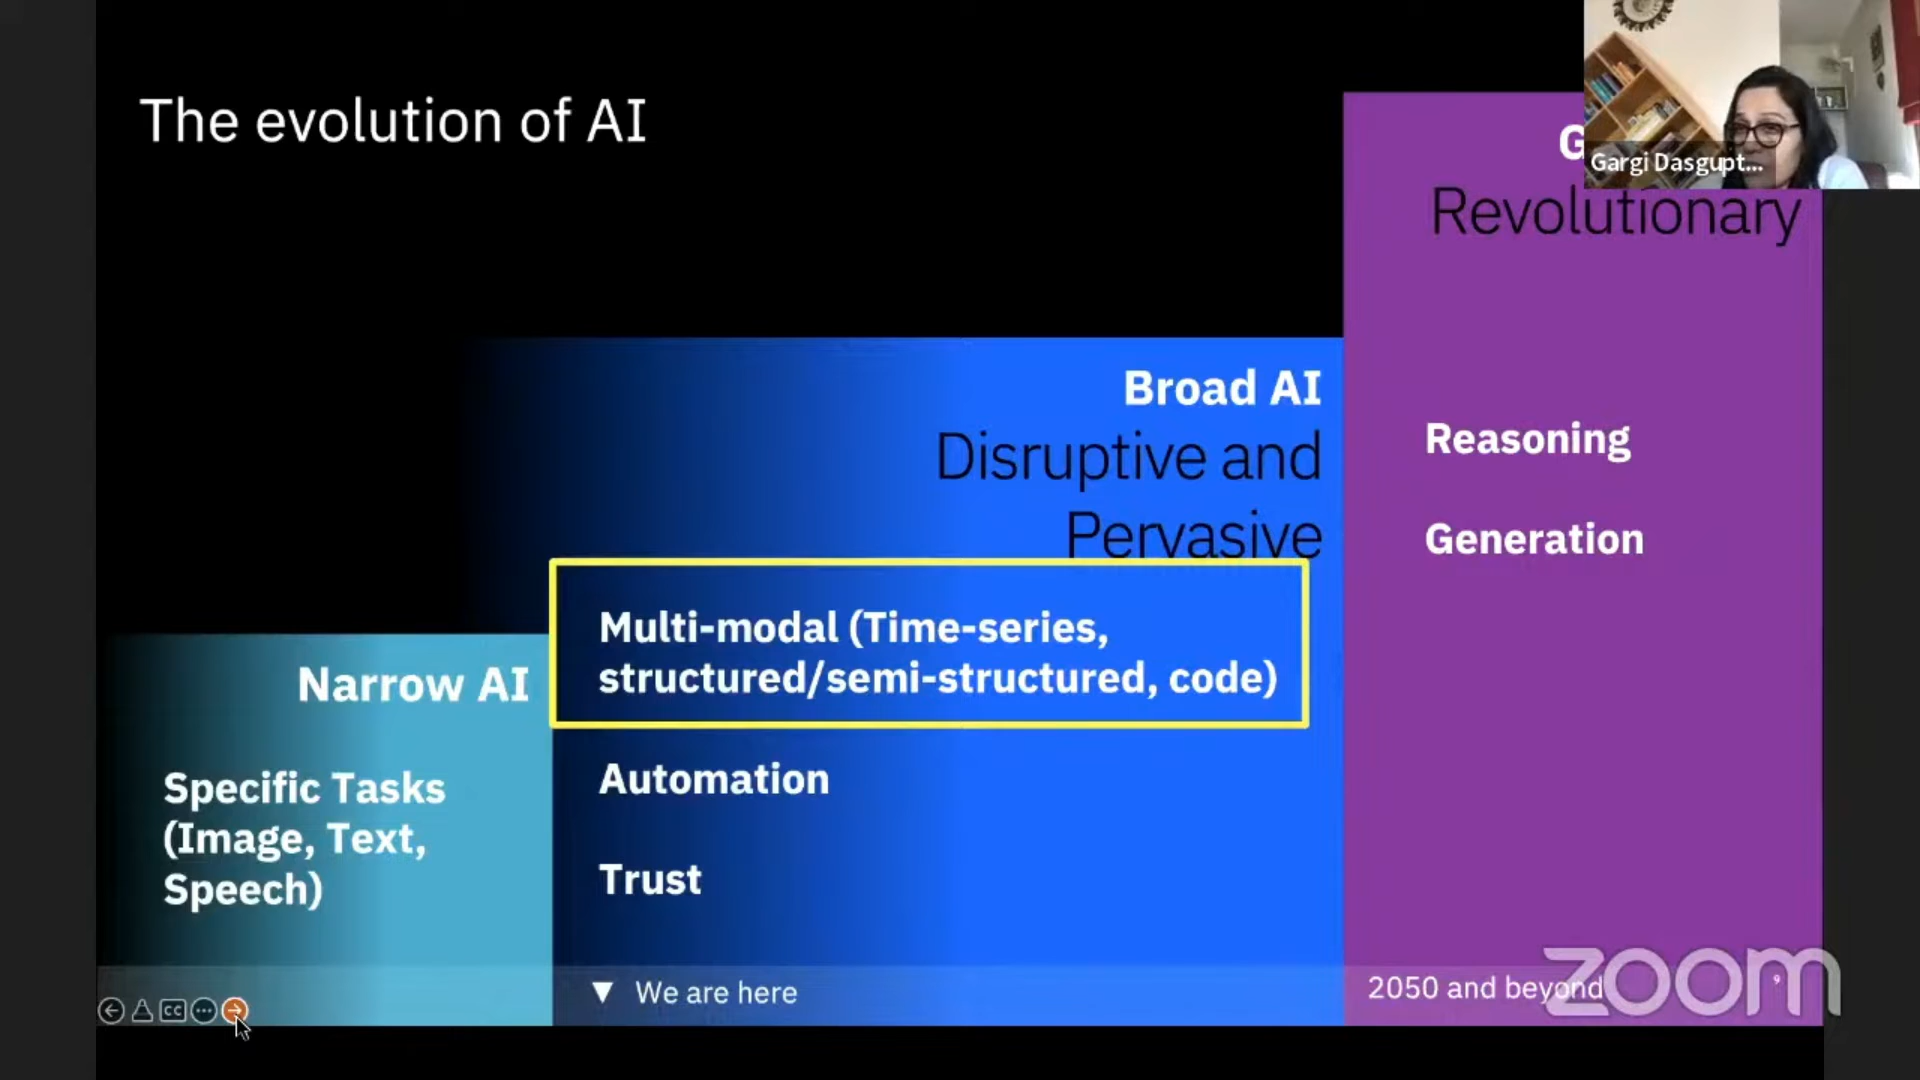 The evolution of AI
Gargi Dasgupt...
Revolutionary
Reasoning
Generation
Broad AI
Disruptive and
Pervasive
Multi-modal (Time-series,
structured/semi-structured, code)
Automation
Trust
Narrow AI
Specific Tasks
(Image, Text,
Speech)
CC
▼ We are here
2050 and beyond
9
zoom